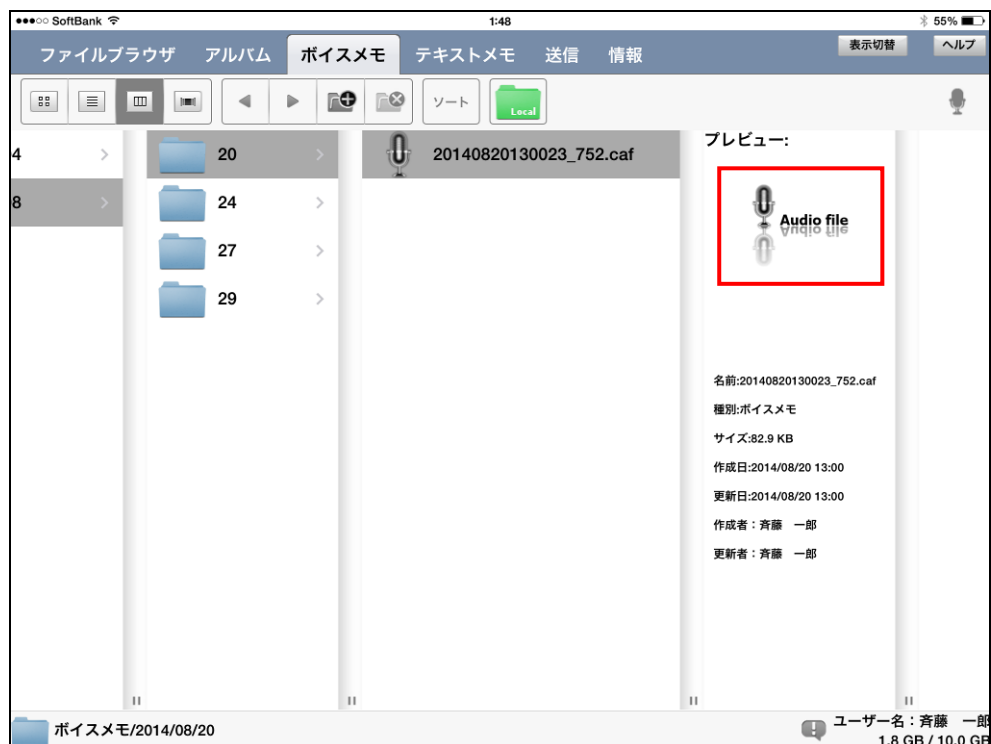 SoftBank 1:48 55%
ファイルブラウザ アルバム ボイスメモ テキストメモ 送信 情報 表示切替 ヘルプ
ソート Local
4 20 20140820130023_752.caf プレビュー:
8 24
27
29
Audio file
名前:20140820130023_752.caf
種別:ボイスメモ
サイズ:82.9 KB
作成日:2014/08/20 13:00
更新日:2014/08/20 13:00
作成者：斉藤　一郎
更新者：斉藤　一郎
ボイスメモ/2014/08/20
ユーザー名：斉藤　一郎
1.8 GB / 10.0 GB